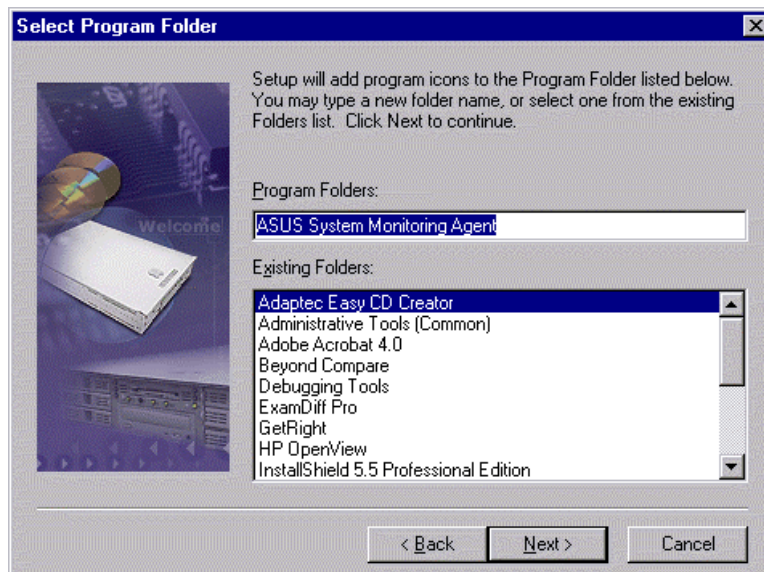 Select Program Folder
Setup will add program icons to the Program Folder listed below.
You may type a new folder name, or select one from the existing
Folders list. Click Next to continue.
Program Folders:
Welcome
ASUS System Monitoring Agent
Existing Folders:
Adaptec Easy CD Creator
Administrative Tools (Common)
Adobe Acrobat 4.0
Beyond Compare
Debugging Tools
ExamDiff Pro
GetRight
HP OpenView
InstallShield 5.5 Professional Edition
< Back
Next >
Cancel